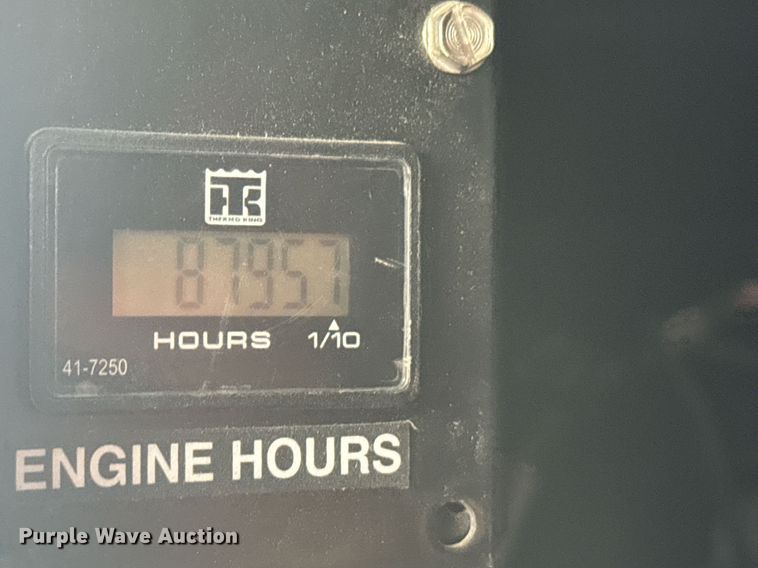 THERMO KING
87957
HOURS 1/10
41-7250
ENGINE HOURS
Purple Wave Auction